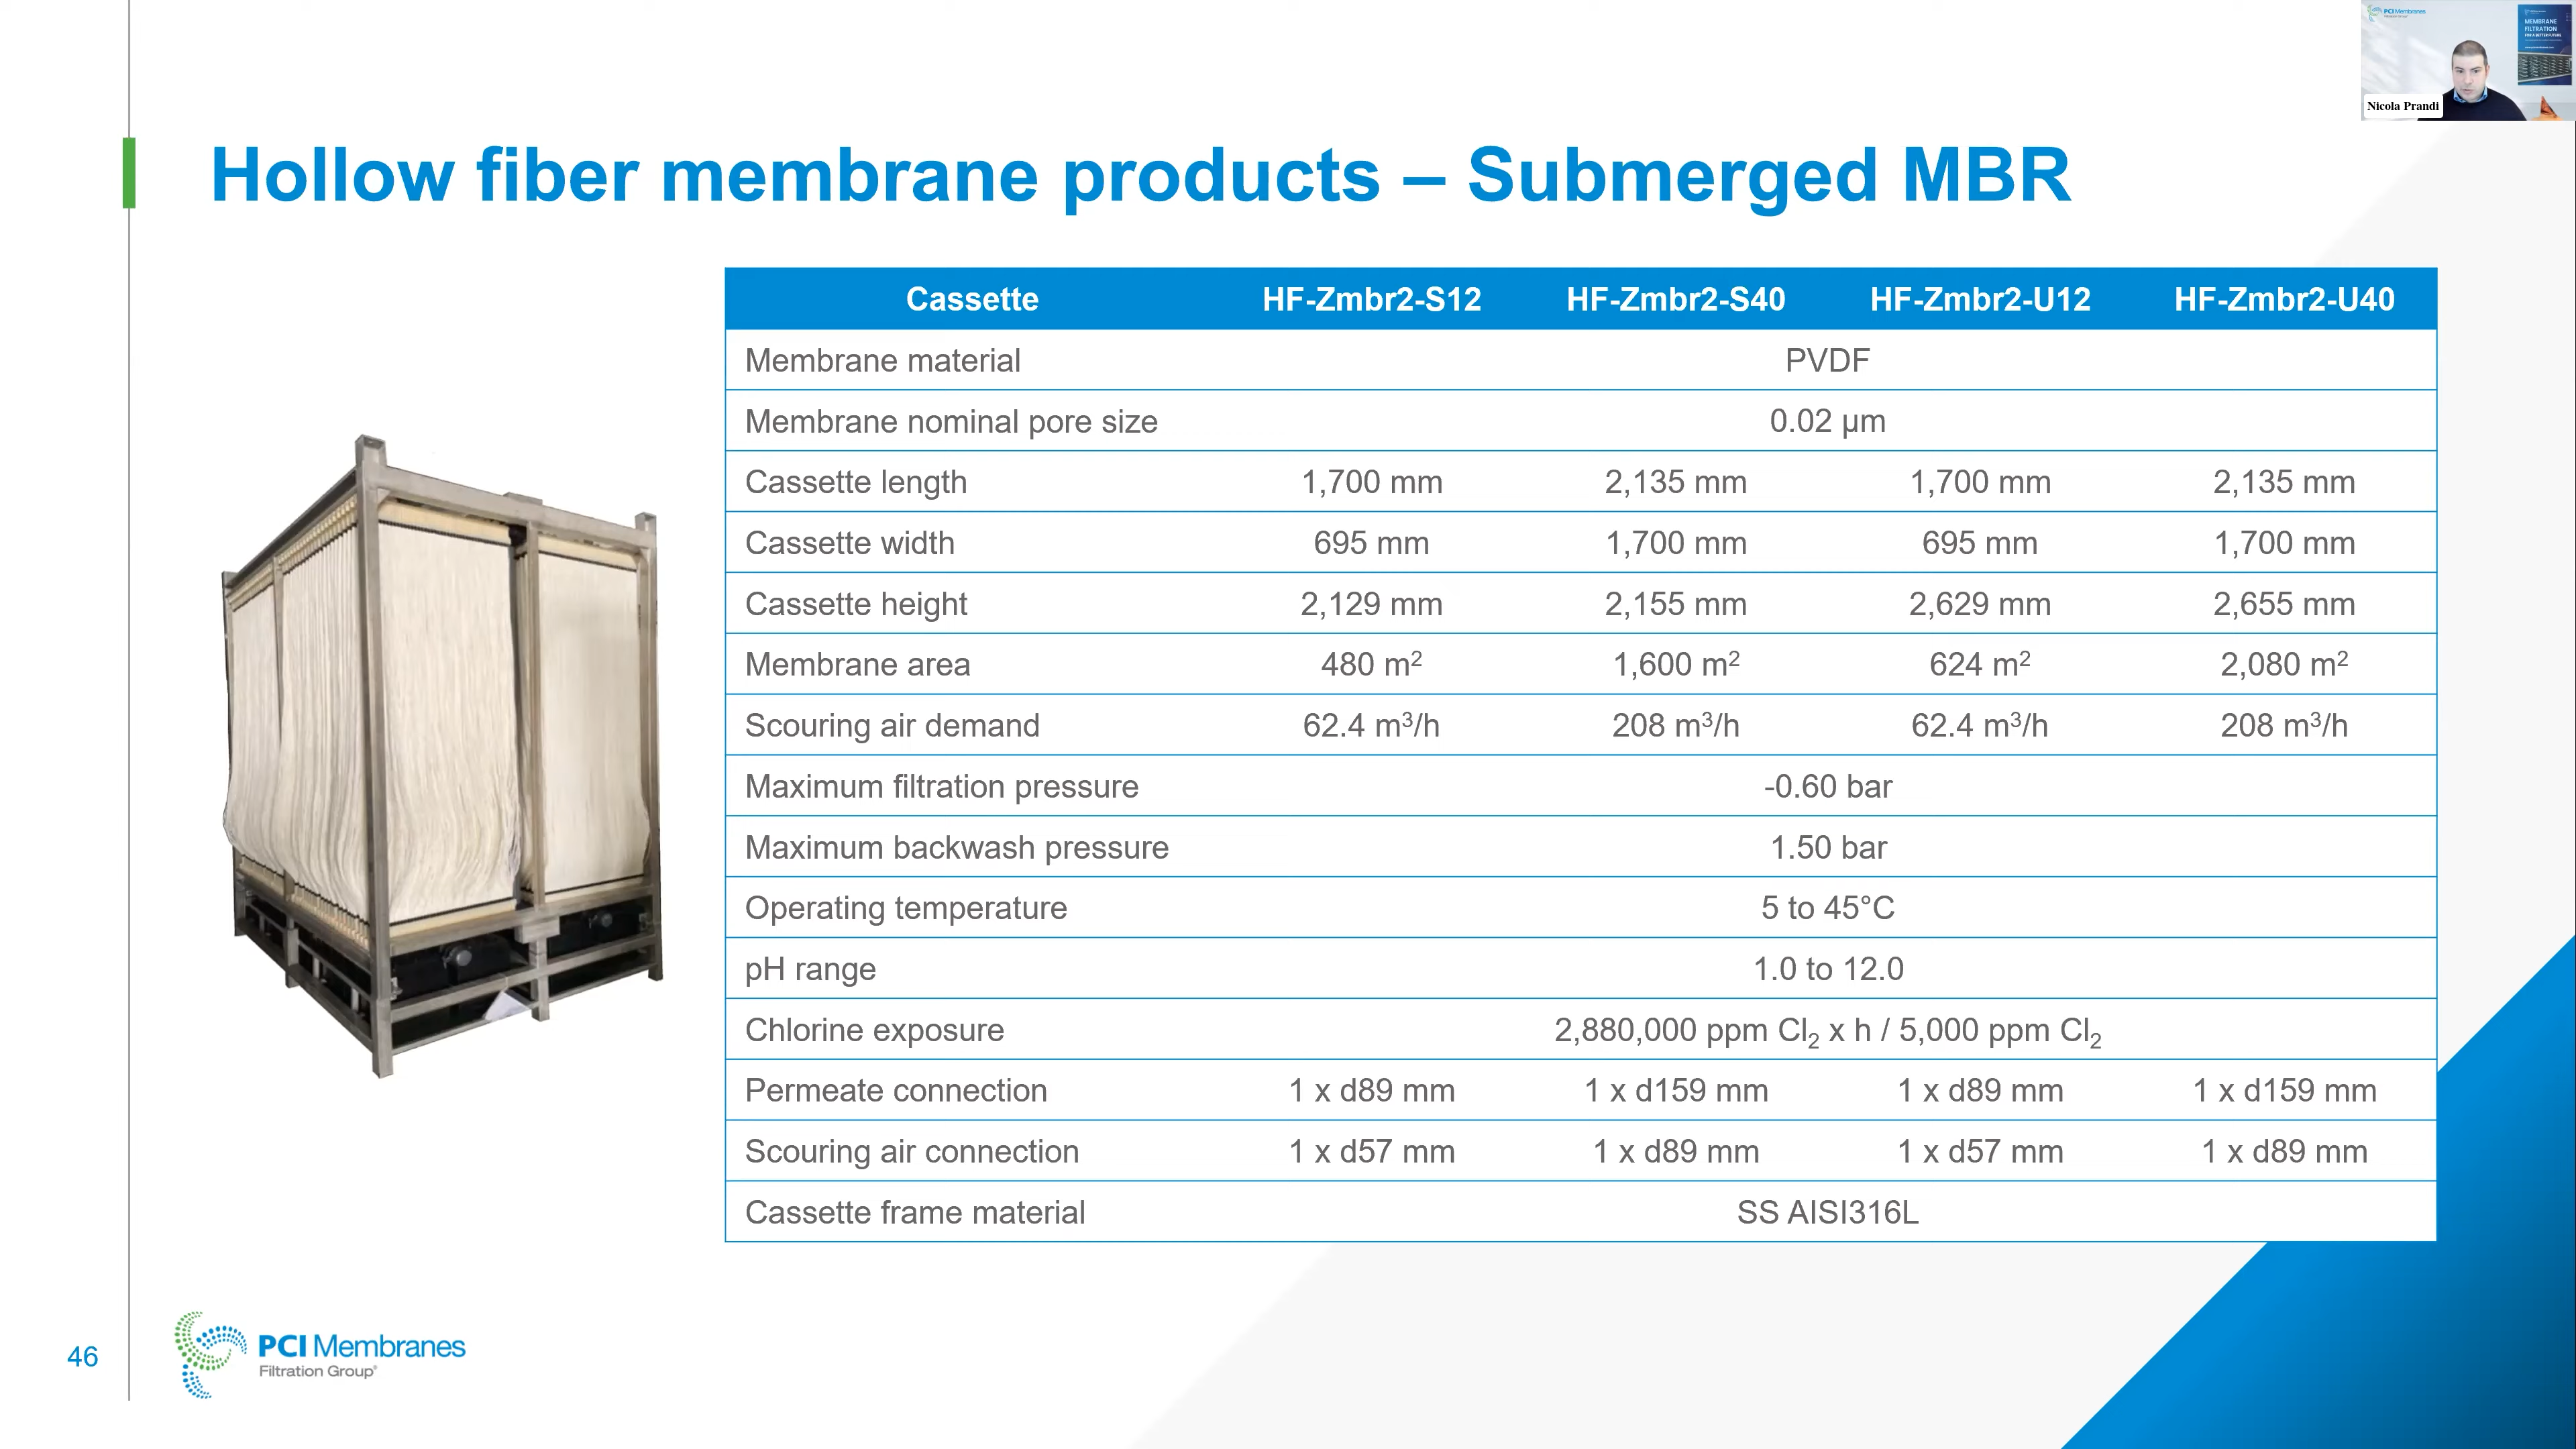 PCI Membranes
MEMBRANE
FILTRATION
FOR A BETTER FUTURE
Nicola Prandi
Hollow fiber membrane products – Submerged MBR
Cassette HF-Zmbr2-S12 HF-Zmbr2-S40 HF-Zmbr2-U12 HF-Zmbr2-U40
Membrane material PVDF
Membrane nominal pore size 0.02 µm
Cassette length 1,700 mm 2,135 mm 1,700 mm 2,135 mm
Cassette width 695 mm 1,700 mm 695 mm 1,700 mm
Cassette height 2,129 mm 2,155 mm 2,629 mm 2,655 mm
Membrane area 480 m² 1,600 m² 624 m² 2,080 m²
Scouring air demand 62.4 m³/h 208 m³/h 62.4 m³/h 208 m³/h
Maximum filtration pressure -0.60 bar
Maximum backwash pressure 1.50 bar
Operating temperature 5 to 45°C
pH range 1.0 to 12.0
Chlorine exposure 2,880,000 ppm Cl₂ x h / 5,000 ppm Cl₂
Permeate connection 1 x d89 mm 1 x d159 mm 1 x d89 mm 1 x d159 mm
Scouring air connection 1 x d57 mm 1 x d89 mm 1 x d57 mm 1 x d89 mm
Cassette frame material SS AISI316L
46
PCI Membranes
Filtration Group®